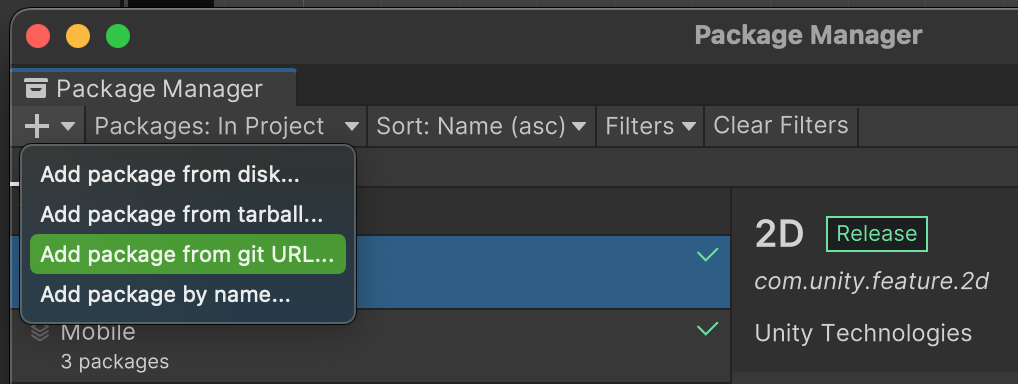 Package Manager
Package Manager
Packages: In Project
Sort: Name (asc)
Filters
Clear Filters
Add package from disk...
Add package from tarball...
Add package from git URL...
Add package by name...
Mobile
3 packages
2D
Release
com.unity.feature.2d
Unity Technologies